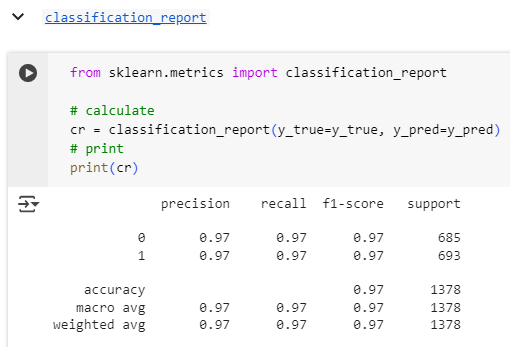 classification_report
from sklearn.metrics import classification_report
# calculate
cr = classification_report(y_true=y_true, y_pred=y_pred)
# print
print(cr)
precision recall f1-score support
0 0.97 0.97 0.97 685
1 0.97 0.97 0.97 693
accuracy 0.97 1378
macro avg 0.97 0.97 0.97 1378
weighted avg 0.97 0.97 0.97 1378